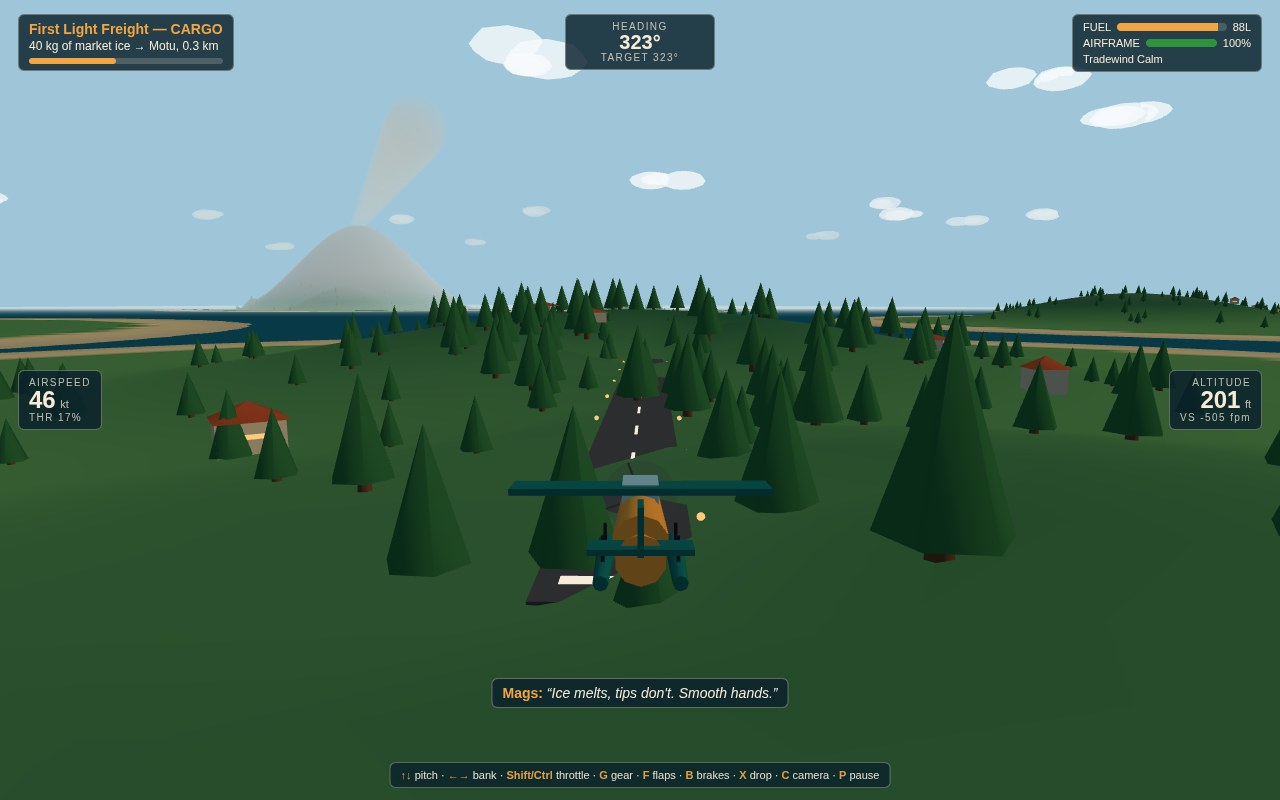 First Light Freight — CARGO
40 kg of market ice → Motu, 0.3 km
HEADING
323°
TARGET 323°
FUEL 88L
AIRFRAME 100%
Tradewind Calm
AIRSPEED
46 kt
THR 17%
ALTITUDE
201 ft
VS -505 fpm
Mags: “Ice melts, tips don't. Smooth hands.”
↑↓ pitch · ←→ bank · Shift/Ctrl throttle · G gear · F flaps · B brakes · X drop · C camera · P pause